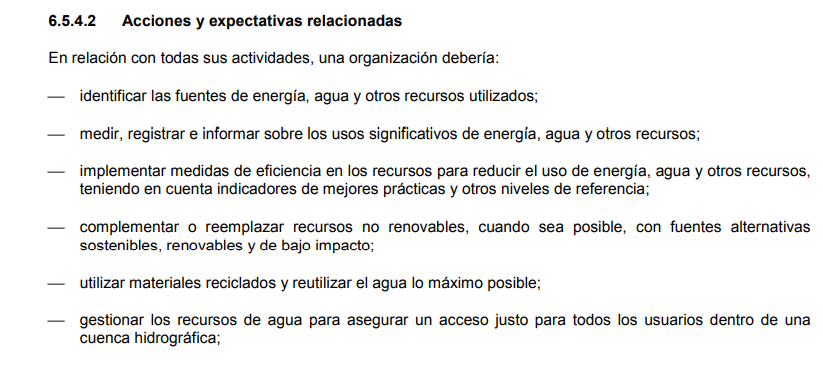 6.5.4.2 Acciones y expectativas relacionadas
En relación con todas sus actividades, una organización debería:
— identificar las fuentes de energía, agua y otros recursos utilizados;
— medir, registrar e informar sobre los usos significativos de energía, agua y otros recursos;
— implementar medidas de eficiencia en los recursos para reducir el uso de energía, agua y otros recursos,
teniendo en cuenta indicadores de mejores prácticas y otros niveles de referencia;
— complementar o reemplazar recursos no renovables, cuando sea posible, con fuentes alternativas
sostenibles, renovables y de bajo impacto;
— utilizar materiales reciclados y reutilizar el agua lo máximo posible;
— gestionar los recursos de agua para asegurar un acceso justo para todos los usuarios dentro de una
cuenca hidrográfica;